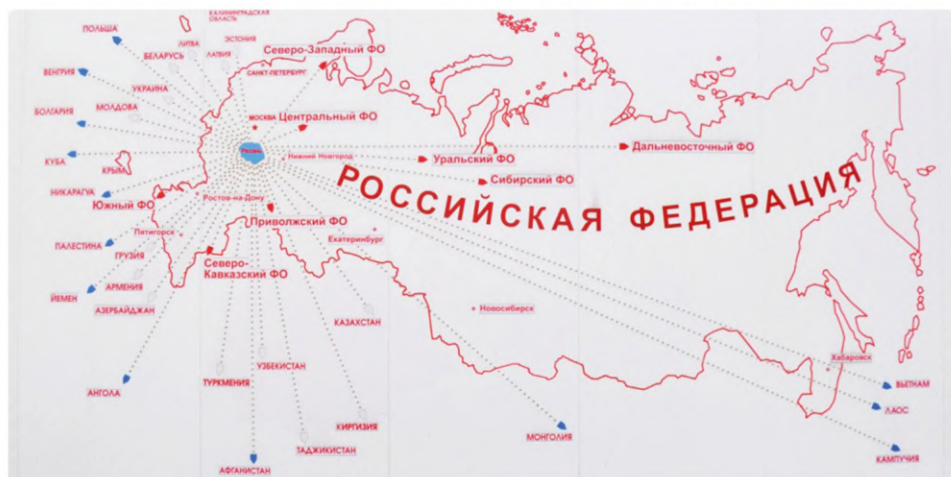 КАЛИНИНГРАДСКАЯ
ОБЛАСТЬ
ПОЛЬША
ЛИТВА
ЭСТОНИЯ
БЕЛАРУСЬ
ЛАТВИЯ
Северо-Западный ФО
ВЕНГРИЯ
САНКТ-ПЕТЕРБУРГ
УКРАИНА
БОЛГАРИЯ
МОЛДОВА
МОСКВА
Центральный ФО
Рязань
КУБА
КРЫМ
Нижний Новгород
Уральский ФО
Дальневосточный ФО
Сибирский ФО
РОССИЙСКАЯ ФЕДЕРАЦИЯ
НИКАРАГУА
Южный ФО
Ростов-на-Дону
Приволжский ФО
Пятигорск
Екатеринбург
ПАЛЕСТИНА
ГРУЗИЯ
Северо-
Кавказский ФО
ЙЕМЕН
АРМЕНИЯ
АЗЕРБАЙДЖАН
КАЗАХСТАН
Новосибирск
Хабаровск
АНГОЛА
ТУРКМЕНИЯ
УЗБЕКИСТАН
ВЬЕТНАМ
ЛАОС
КИРГИЗИЯ
ТАДЖИКИСТАН
МОНГОЛИЯ
АФГАНИСТАН
КАМПУЧИЯ